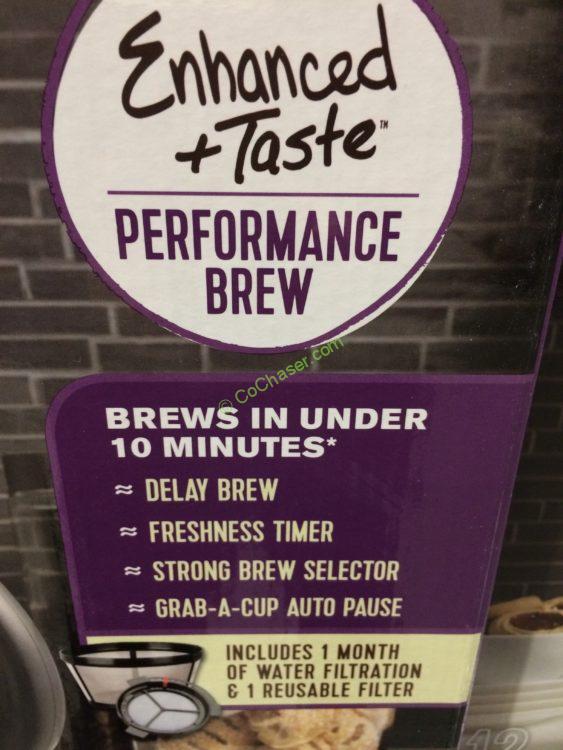 Enhanced
+Taste™
PERFORMANCE
BREW
© CoChaser.com
BREWS IN UNDER
10 MINUTES*
≈ DELAY BREW
≈ FRESHNESS TIMER
≈ STRONG BREW SELECTOR
≈ GRAB-A-CUP AUTO PAUSE
INCLUDES 1 MONTH
OF WATER FILTRATION
& 1 REUSABLE FILTER
12